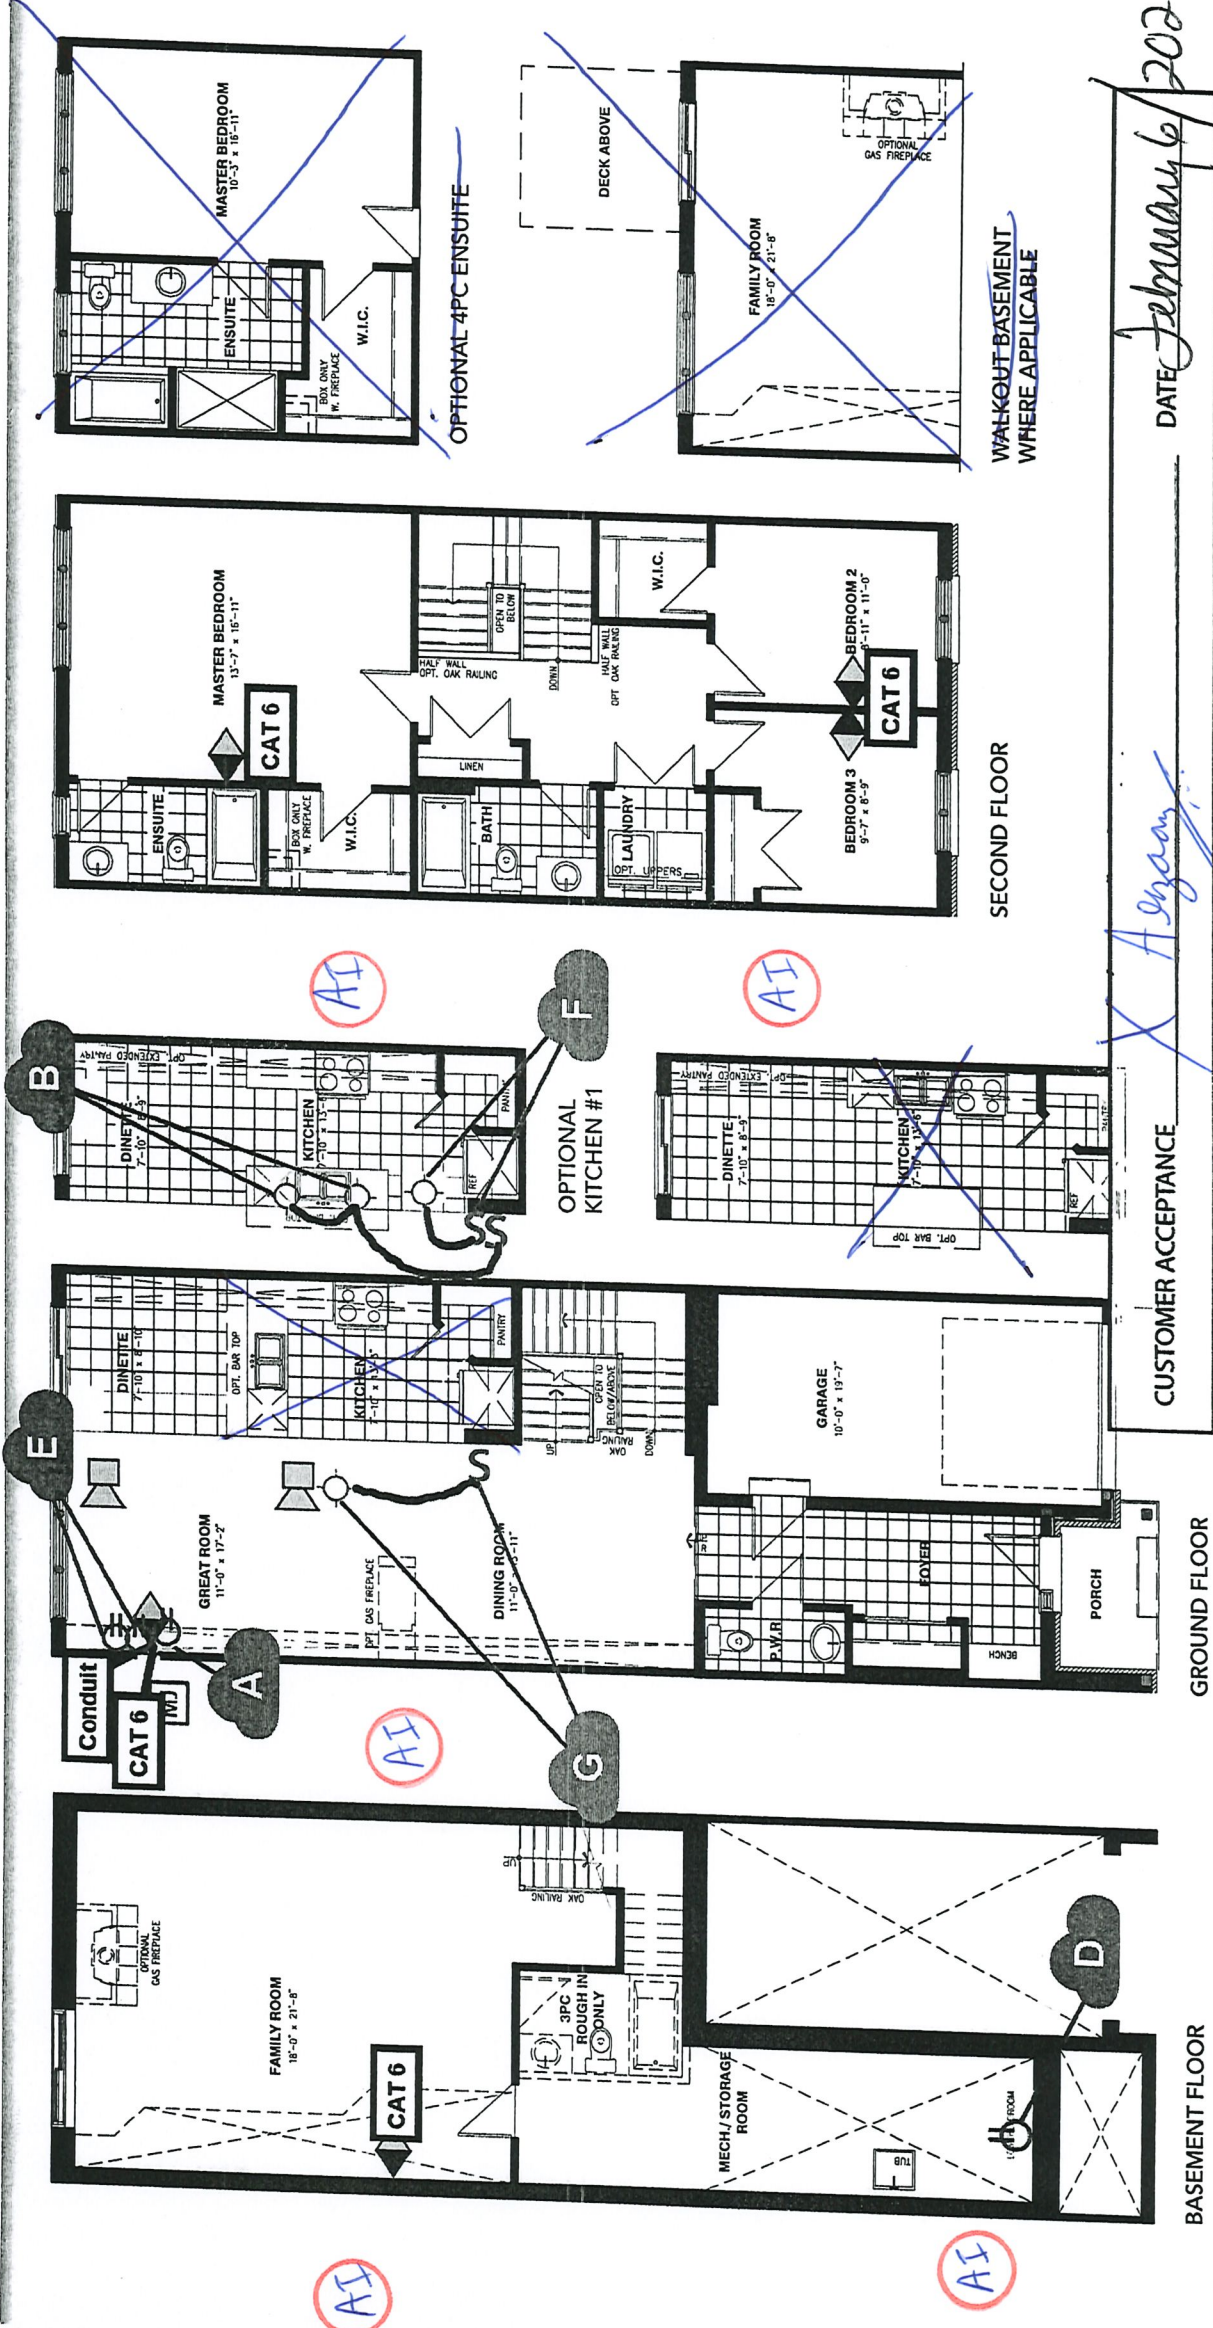 MASTER BEDROOM
10'-3" x 16'-11"
ENSUITE
W.I.C.
BOX ONLY
W. FIREPLACE
OPTIONAL 4PC ENSUITE
DECK ABOVE
FAMILY ROOM
18'-0" x 21'-8"
OPTIONAL
GAS FIREPLACE
WALKOUT BASEMENT
WHERE APPLICABLE
MASTER BEDROOM
13'-7" x 16'-11"
CAT 6
ENSUITE
BOX ONLY
W. FIREPLACE
W.I.C.
HALF WALL
OPT. OAK RAILING
OPEN TO
BELOW
DOWN
HALF WALL
OPT OAK RAILING
W.I.C.
LINEN
BATH
LAUNDRY
OPT. UPPERS
BEDROOM 2
11'-0"
CAT 6
BEDROOM 3
9'-7" x 8'-9"
SECOND FLOOR
AI
AI
B
F
OPT. EXTENDED PANTRY
DINETTE
7'-10"
KITCHEN
PANTRY
REF
S
S
OPTIONAL
KITCHEN #1
OPT. EXTENDED PANTRY
DINETTE
7'-10" x 8'-9"
KITCHEN
OPT. BAR TOP
REF
E
DINETTE
7'-10" x 8'-10"
OPT. BAR TOP
KITCHEN
PANTRY
OPEN TO
BELOW/ABOVE
UP
OAK
RAILING
DOWN
GREAT ROOM
11'-0" x 17'-2"
S
OPT. GAS FIREPLACE
DINING ROOM
11'-0"
GARAGE
10'-0" x 19'-7"
P.W.R
FOYER
BENCH
PORCH
Conduit
CAT 6
MJ
A
G
AI
GROUND FLOOR
OPTIONAL
GAS FIREPLACE
FAMILY ROOM
18'-0" x 21'-8"
CAT 6
UP
OAK RAILING
3PC
ROUGH IN
ONLY
MECH./ STORAGE
ROOM
TUB
D
BASEMENT FLOOR
AI
AI
CUSTOMER ACCEPTANCE
X
DATE February 6/202